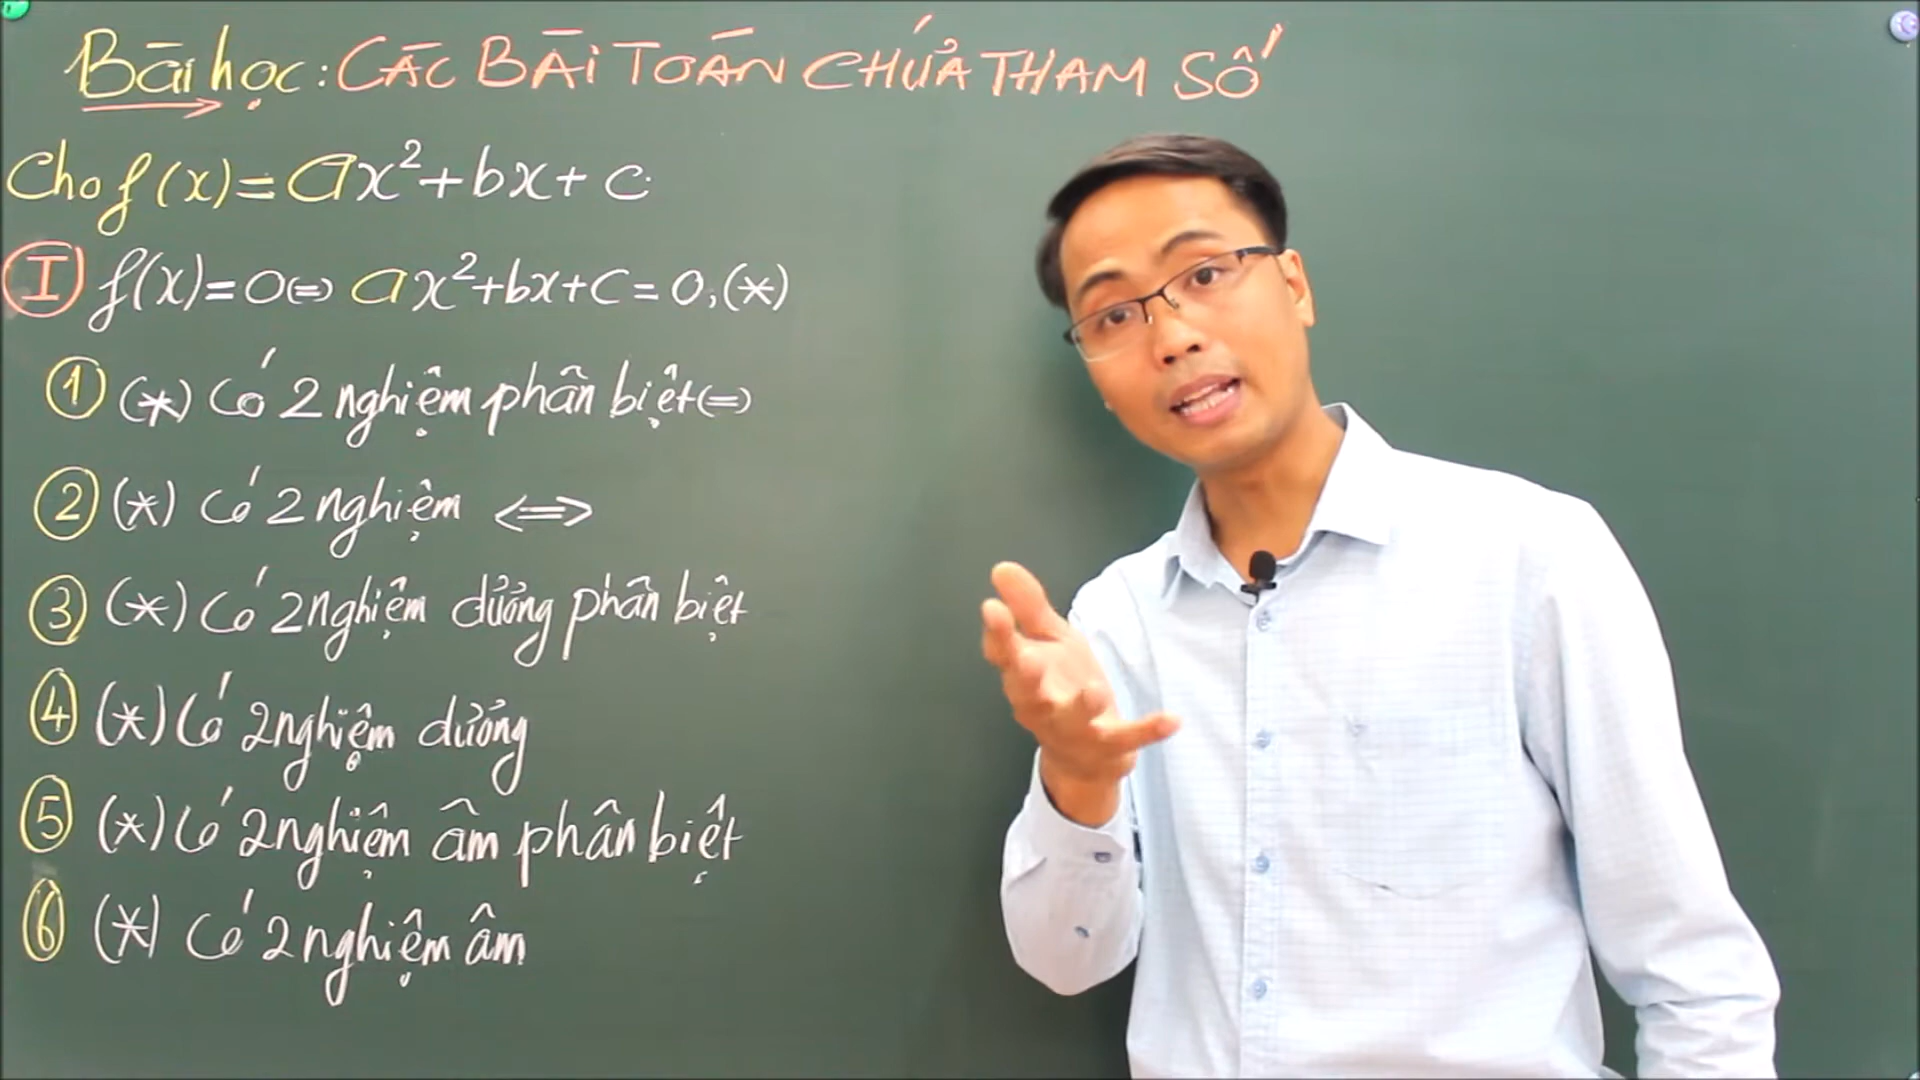 Bài học: CÁC BÀI TOÁN CHỨA THAM SỐ
Cho f(x) = ax²+bx+c
I f(x)=0 <=> ax²+bx+c=0,(*)
1 (*) Có 2 nghiệm phân biệt <=>
2 (*) Có 2 nghiệm <=>
3 (*) Có 2 nghiệm dương phân biệt
4 (*) Có 2 nghiệm dương
5 (*) Có 2 nghiệm âm phân biệt
6 (*) Có 2 nghiệm âm